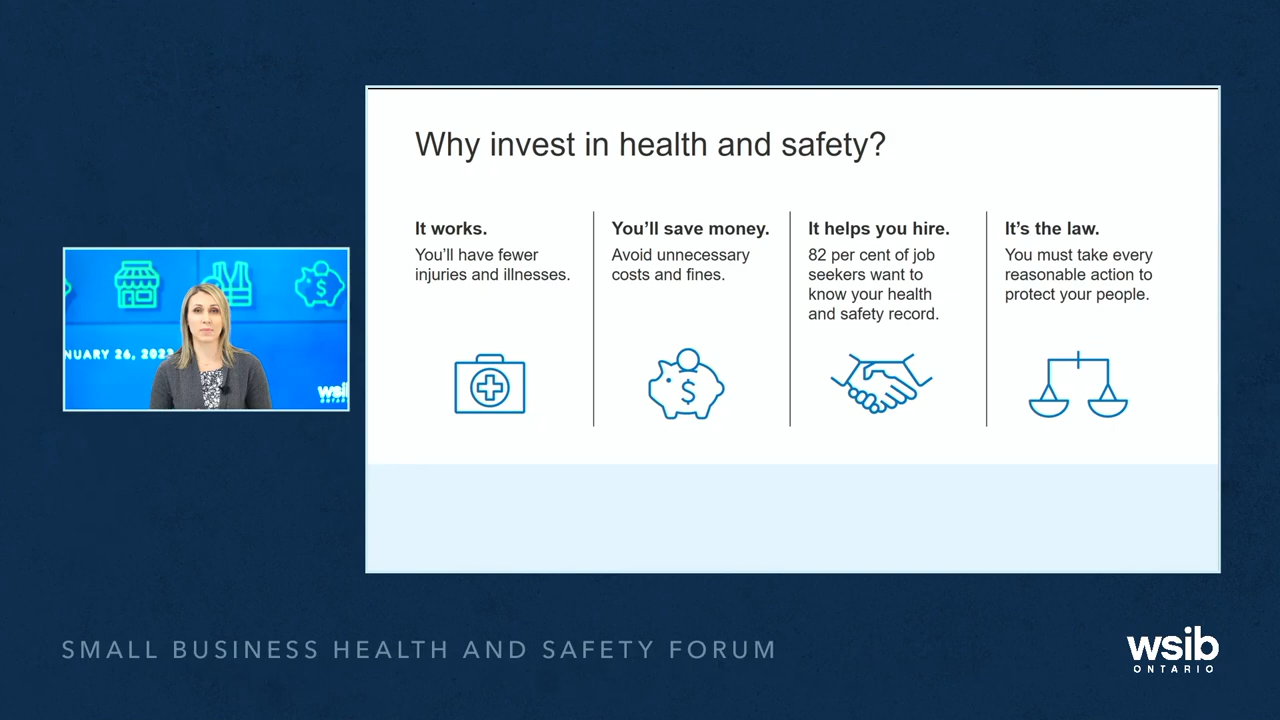 Why invest in health and safety?
It works.
You'll have fewer
injuries and illnesses.
You'll save money.
Avoid unnecessary
costs and fines.
$
It helps you hire.
82 per cent of job
seekers want to
know your health
and safety record.
It's the law.
You must take every
reasonable action to
protect your people.
$
NUARY 26, 2023
wsib
ONTARIO
SMALL BUSINESS HEALTH AND SAFETY FORUM
wsib
ONTARIO